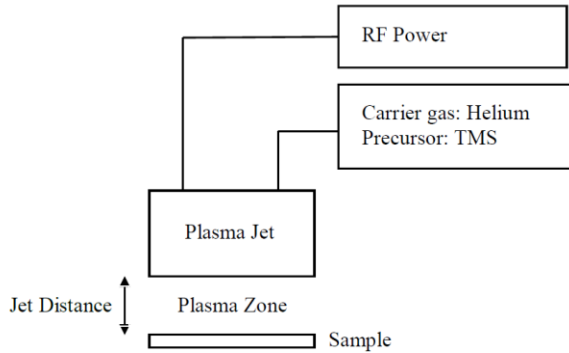 RF Power
Carrier gas: Helium
Precursor: TMS
Plasma Jet
Jet Distance
Plasma Zone
Sample